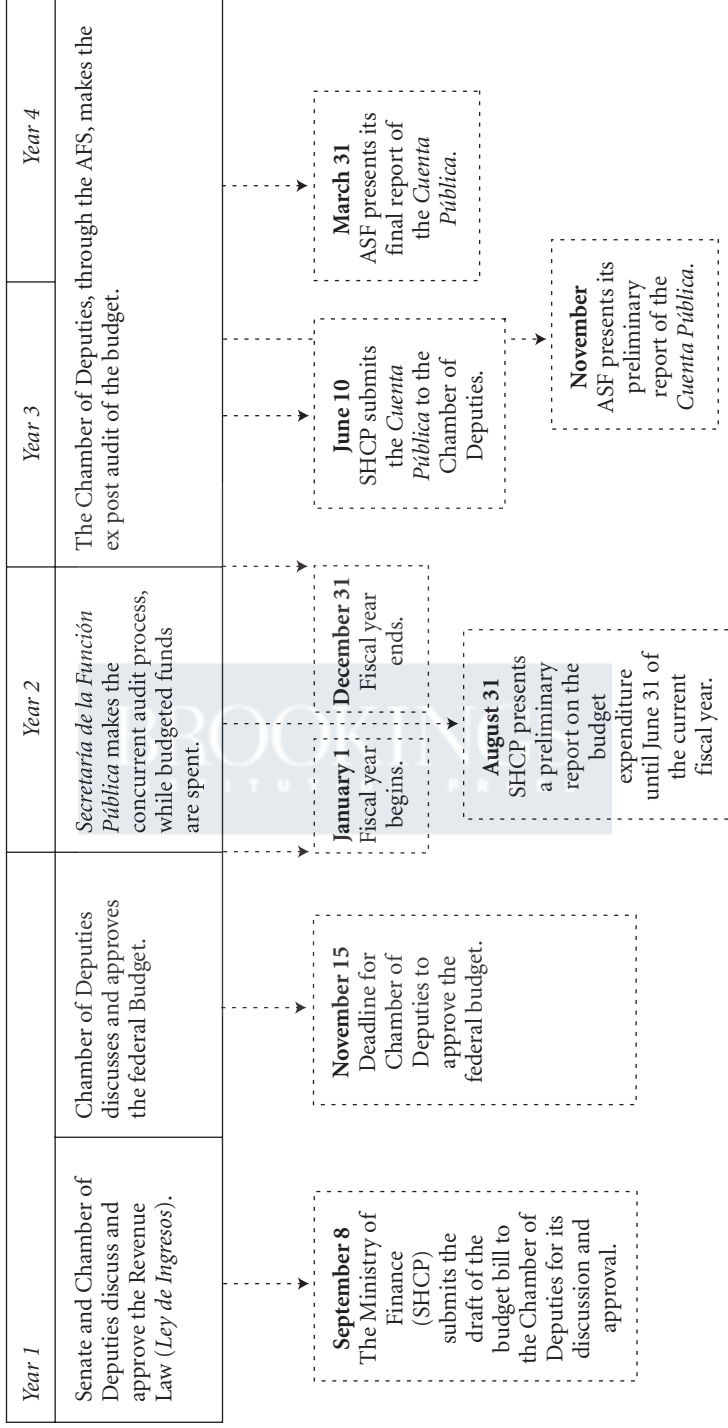 Year 1
Year 2
Year 3
Year 4
Senate and Chamber of
Deputies discuss and
approve the Revenue
Law (Ley de Ingresos).
Chamber of Deputies
discusses and approves
the federal Budget.
Secretaría de la Función
Pública makes the
concurrent audit process,
while budgeted funds
are spent.
The Chamber of Deputies, through the AFS, makes the
ex post audit of the budget.
September 8
The Ministry of
Finance
(SHCP)
submits the
draft of the
budget bill to
the Chamber of
Deputies for its
discussion and
approval.
November 15
Deadline for
Chamber of
Deputies to
approve the
federal budget.
January 1
Fiscal year
begins.
December 31
Fiscal year
ends.
August 31
SHCP presents
a preliminary
report on the
budget
expenditure
until June 31 of
the current
fiscal year.
June 10
SHCP submits
the Cuenta
Pública to the
Chamber of
Deputies.
November
ASF presents its
preliminary
report of the
Cuenta Pública.
March 31
ASF presents its
final report of
the Cuenta
Pública.
BROOKINGS